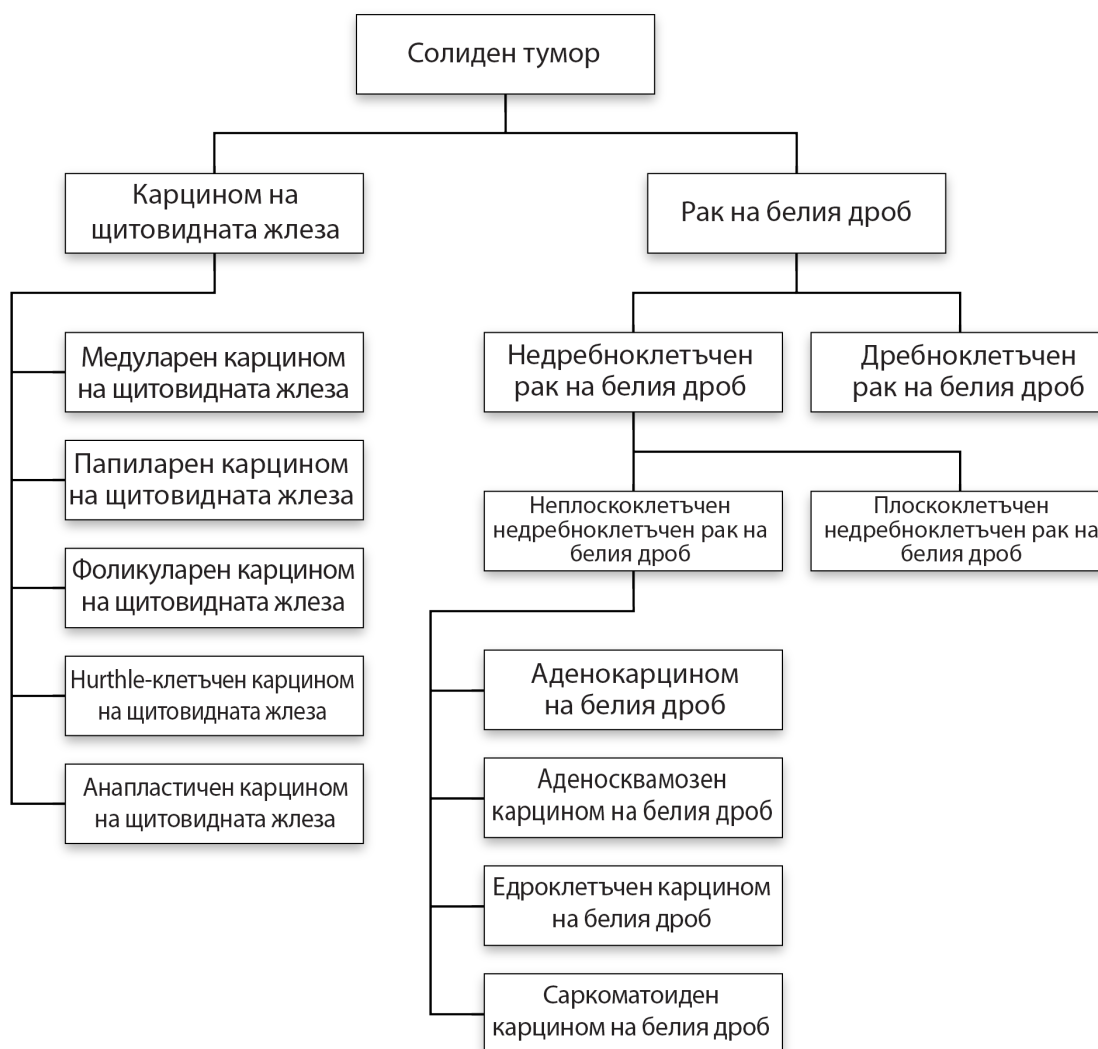 Солиден тумор
Карцином на
щитовидната жлеза
Рак на белия дроб
Медуларен карцином
на щитовидната жлеза
Папиларен карцином
на щитовидната жлеза
Фоликуларен карцином
на щитовидната жлеза
Hurthle-клетъчен карцином
на щитовидната жлеза
Анапластичен карцином
на щитовидната жлеза
Недребноклетъчен
рак на белия дроб
Дребноклетъчен
рак на белия дроб
Неплоскоклетъчен
недребноклетъчен рак на
белия дроб
Плоскоклетъчен
недребноклетъчен рак на
белия дроб
Аденокарцином
на белия дроб
Аденосквамозен
карцином на белия дроб
Едроклетъчен карцином
на белия дроб
Саркоматоиден
карцином на белия дроб